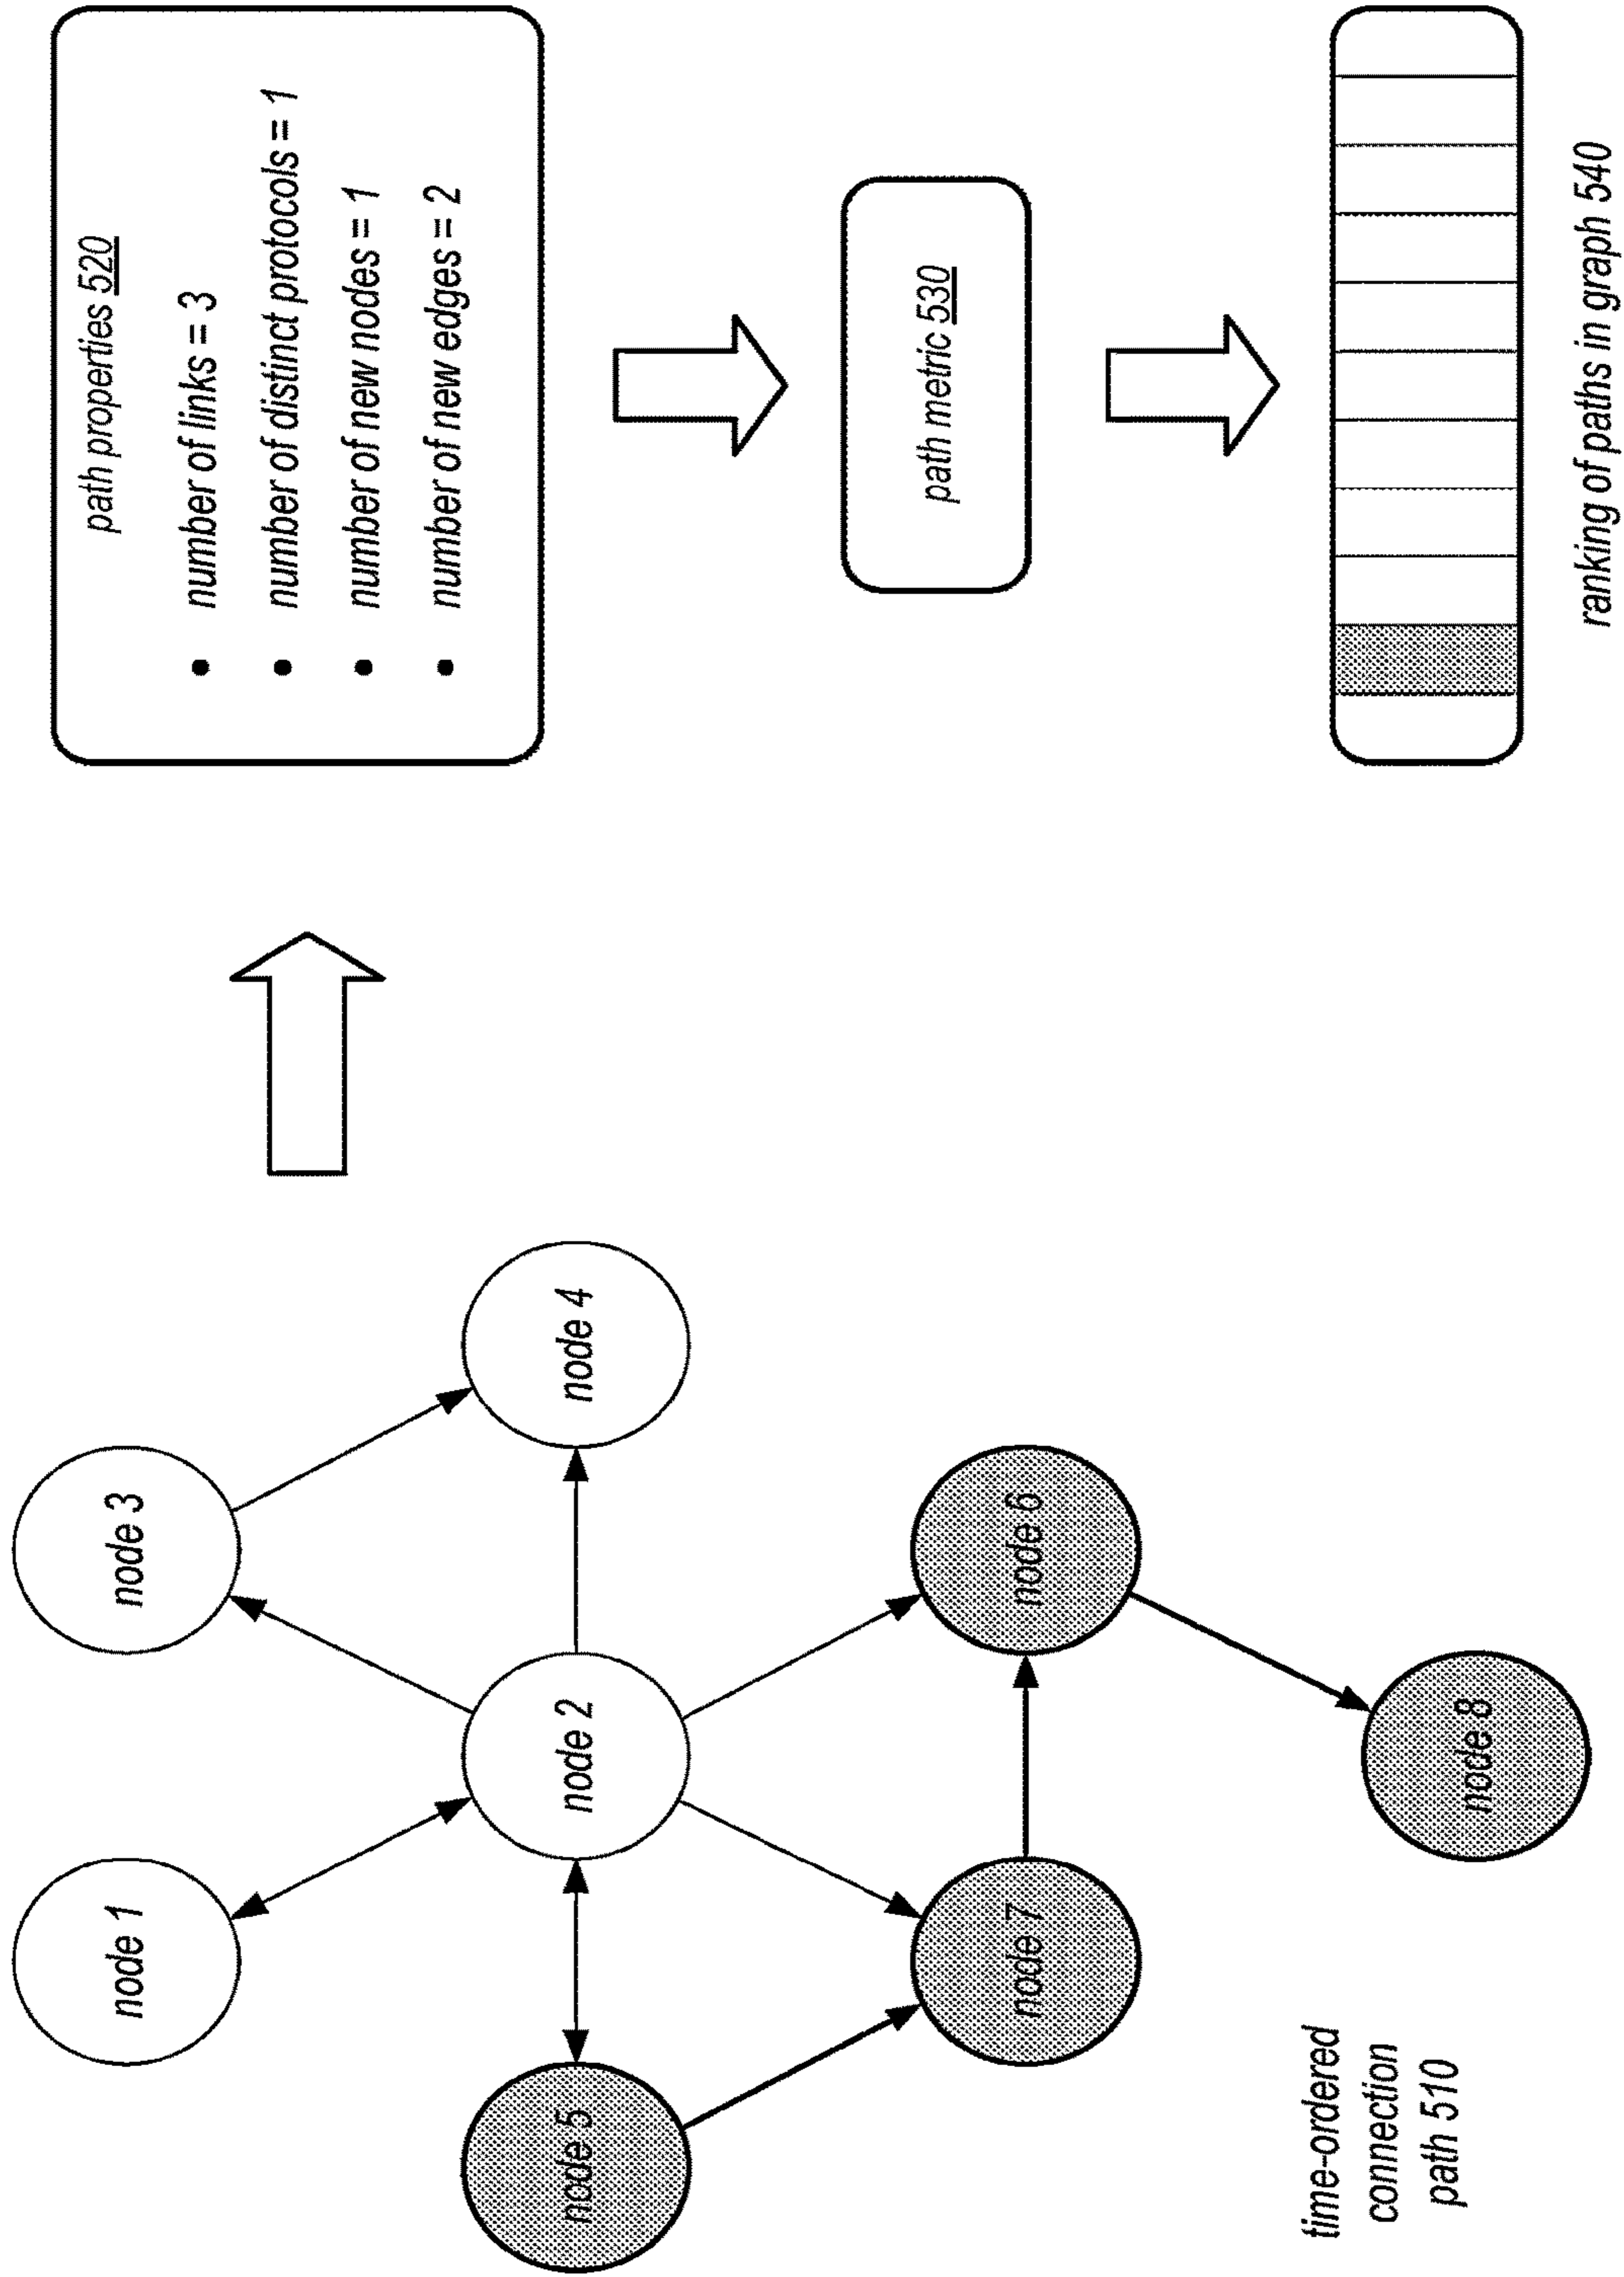 node 1
node 3
node 5
node 2
node 4
node 7
node 6
node 8
time-ordered
connection
path 510
path properties 520
• number of links = 3
• number of distinct protocols = 1
• number of new nodes = 1
• number of new edges = 2
path metric 530
ranking of paths in graph 540